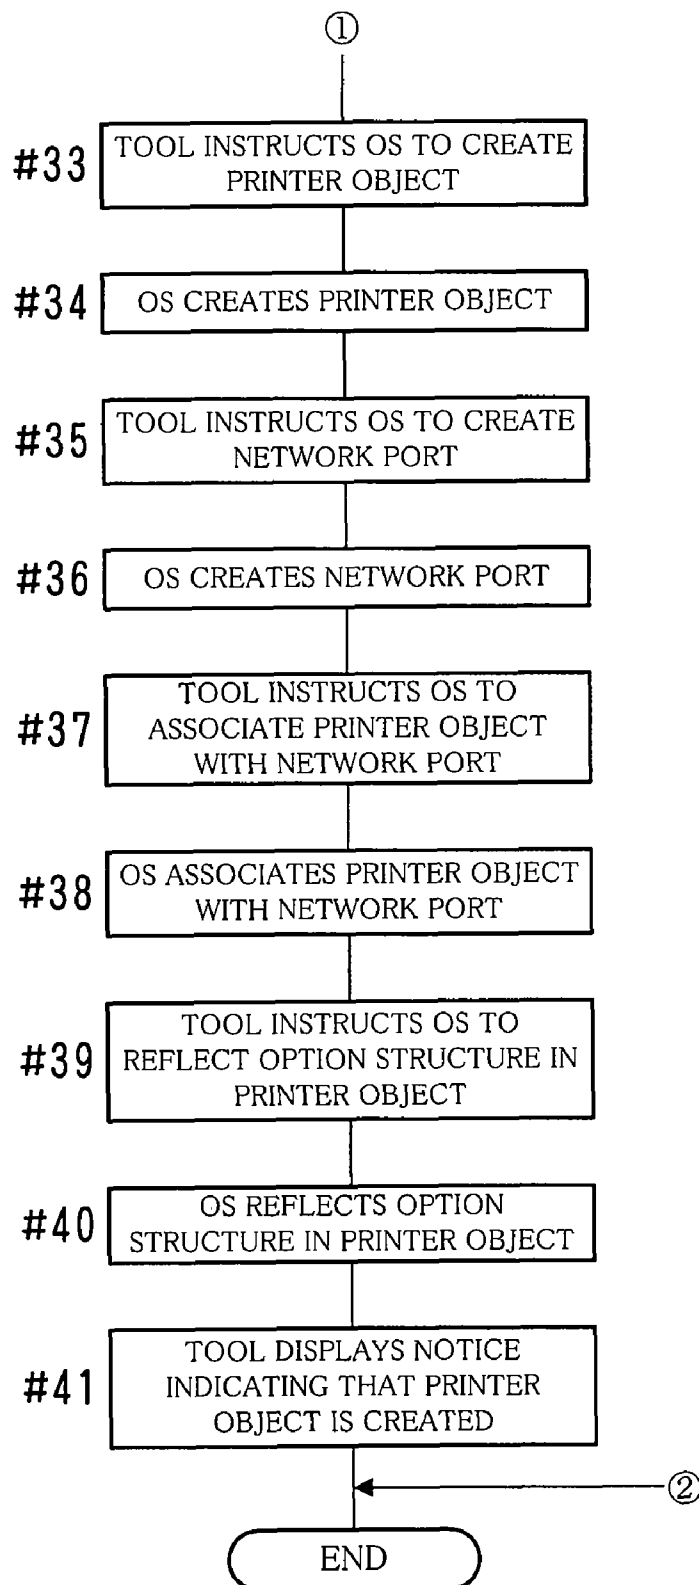 ①
#33
TOOL INSTRUCTS OS TO CREATE
PRINTER OBJECT
#34
OS CREATES PRINTER OBJECT
#35
TOOL INSTRUCTS OS TO CREATE
NETWORK PORT
#36
OS CREATES NETWORK PORT
#37
TOOL INSTRUCTS OS TO
ASSOCIATE PRINTER OBJECT
WITH NETWORK PORT
#38
OS ASSOCIATES PRINTER OBJECT
WITH NETWORK PORT
#39
TOOL INSTRUCTS OS TO
REFLECT OPTION STRUCTURE IN
PRINTER OBJECT
#40
OS REFLECTS OPTION
STRUCTURE IN PRINTER OBJECT
#41
TOOL DISPLAYS NOTICE
INDICATING THAT PRINTER
OBJECT IS CREATED
②
END